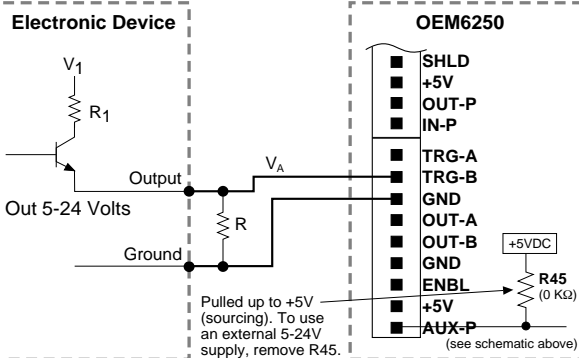 Electronic Device
V1
R1
Output
Out 5-24 Volts
Ground
VA
R
OEM6250
SHLD
+5V
OUT-P
IN-P
TRG-A
TRG-B
GND
OUT-A
OUT-B
GND
ENBL
+5V
AUX-P
+5VDC
R45
(0 KΩ)
(see schematic above)
Pulled up to +5V
(sourcing). To use
an external 5-24V
supply, remove R45.